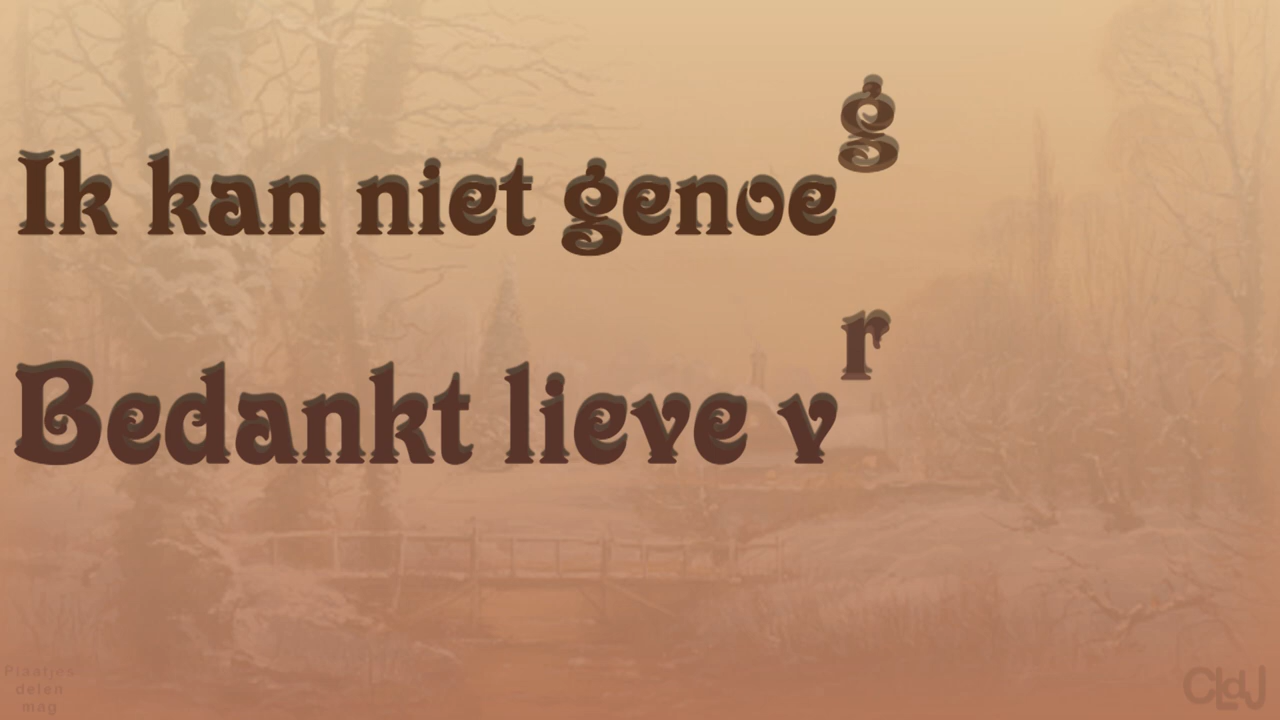 Ik kan niet genoeg
Bedankt lieve vr
Plaatjes
delen
mag
CLdJ